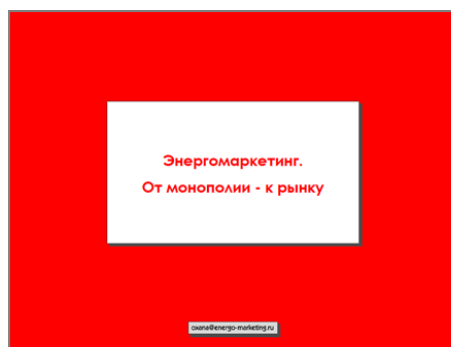 Энергомаркетинг.
От монополии - к рынку
oxana@energo-marketing.ru